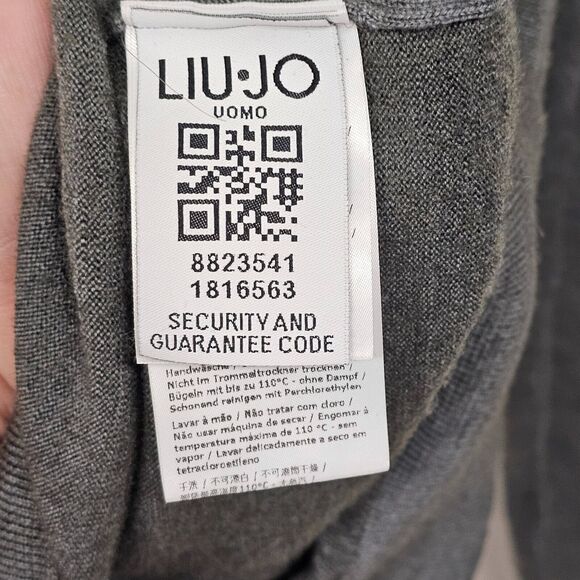 LIU·JO
UOMO
8823541
1816563
SECURITY AND
GUARANTEE CODE
Handwäsche /
Nicht im Trommeltrockner trocknen /
Bügeln mit bis zu 110°C - ohne Dampf /
Schonend reinigen mit Perchlorethylen
Lavar à mão / Não tratar com cloro /
Não usar máquina de secar / Engomar à
temperatura máxima de 110 °C - sem
vapor / Lavar delicadamente a seco em
tetracloroetileno
手洗 / 不可漂白 / 不可滚筒干燥 /
110°C